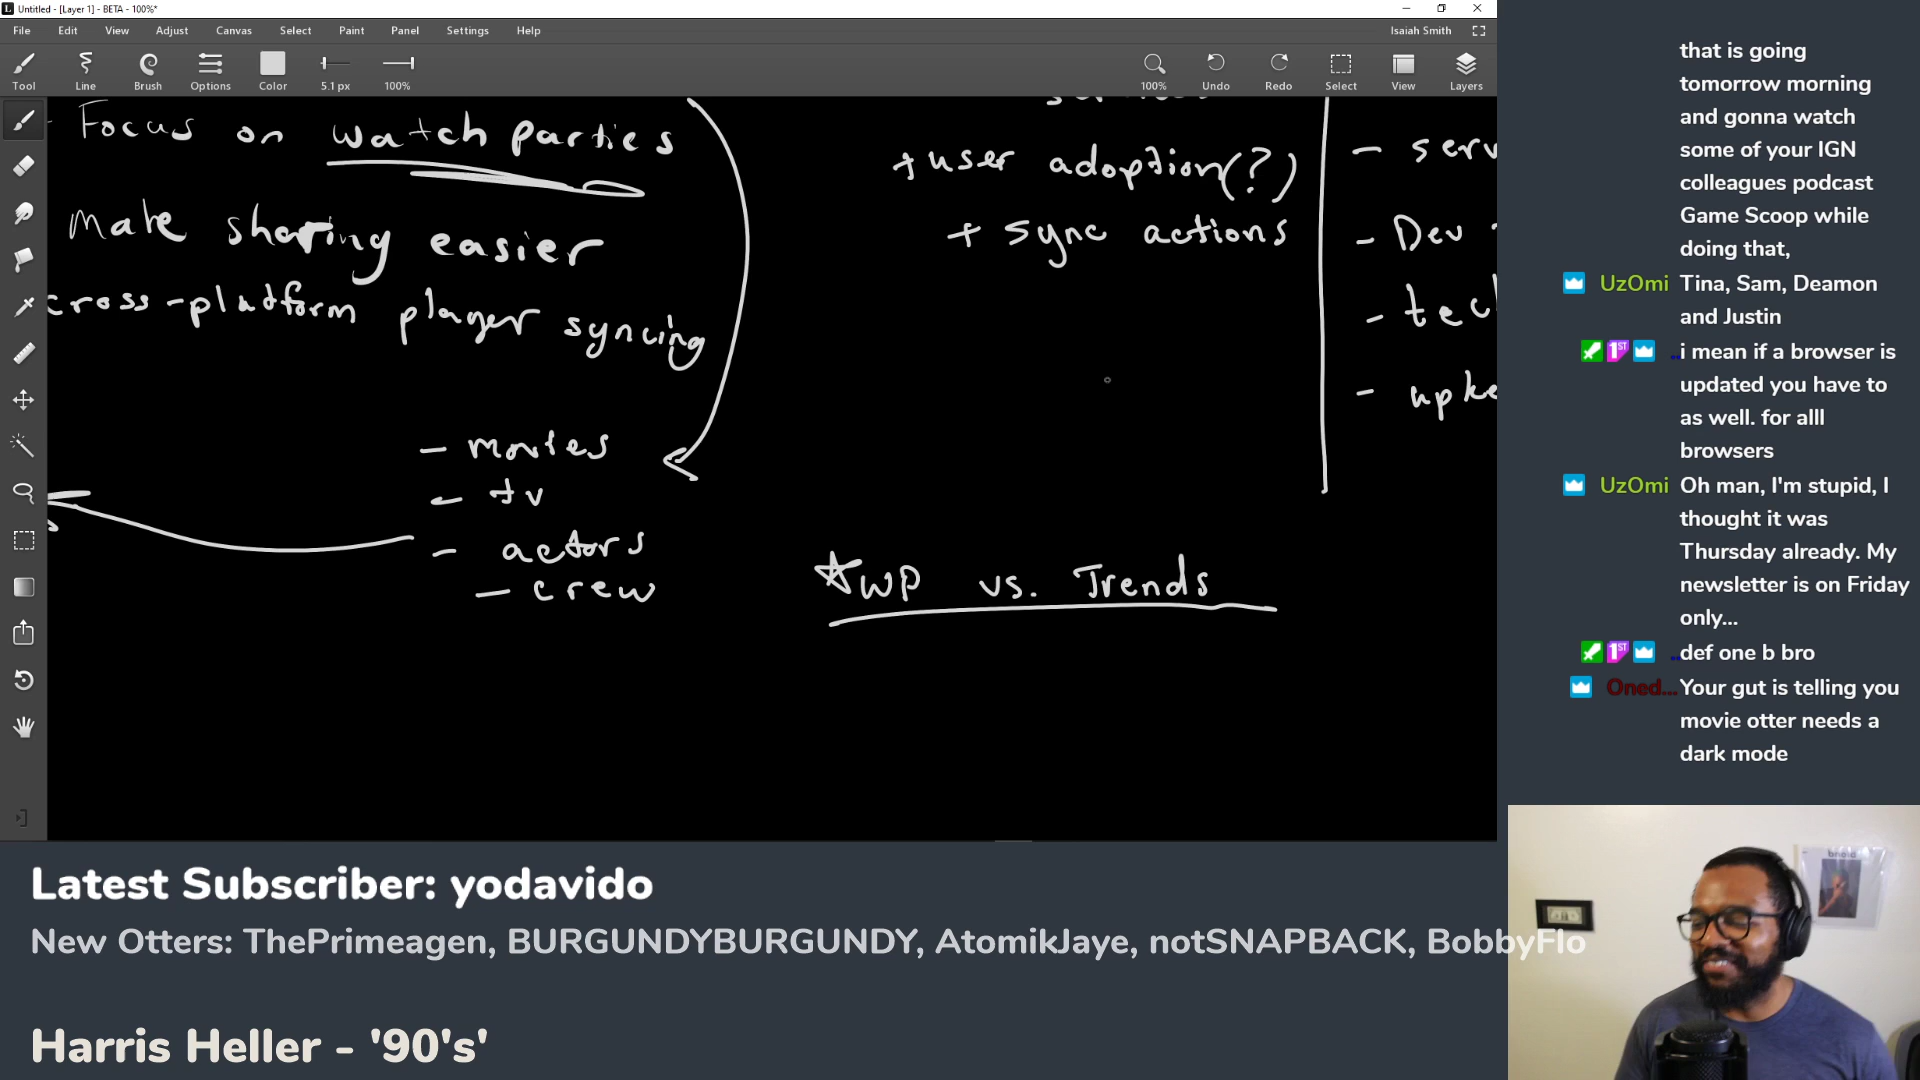 Untitled - [Layer 1] - BETA - 100%*
File Edit View Adjust Canvas Select Paint Panel Settings Help
Isaiah Smith
Tool Line Brush Options Color 5.1 px 100%
100% Undo Redo Select View Layers
Focus on watch parties
Make sharing easier
cross-platform player syncing
- movies
- tv
- actors
- crew
+ user adoption(?)
+ sync actions
- serv
- Dev
- tech
- upke
WP vs. Trends
that is going
tomorrow morning
and gonna watch
some of your IGN
colleagues podcast
Game Scoop while
doing that,
UzOmi Tina, Sam, Deamon
and Justin
1ST ..i mean if a browser is
updated you have to
as well. for alll
browsers
UzOmi Oh man, I'm stupid, I
thought it was
Thursday already. My
newsletter is on Friday
only...
1ST ..def one b bro
Oned... Your gut is telling you
movie otter needs a
dark mode
Latest Subscriber: yodavido
New Otters: ThePrimeagen, BURGUNDYBURGUNDY, AtomikJaye, notSNAPBACK, BobbyFlo
Harris Heller - '90's'